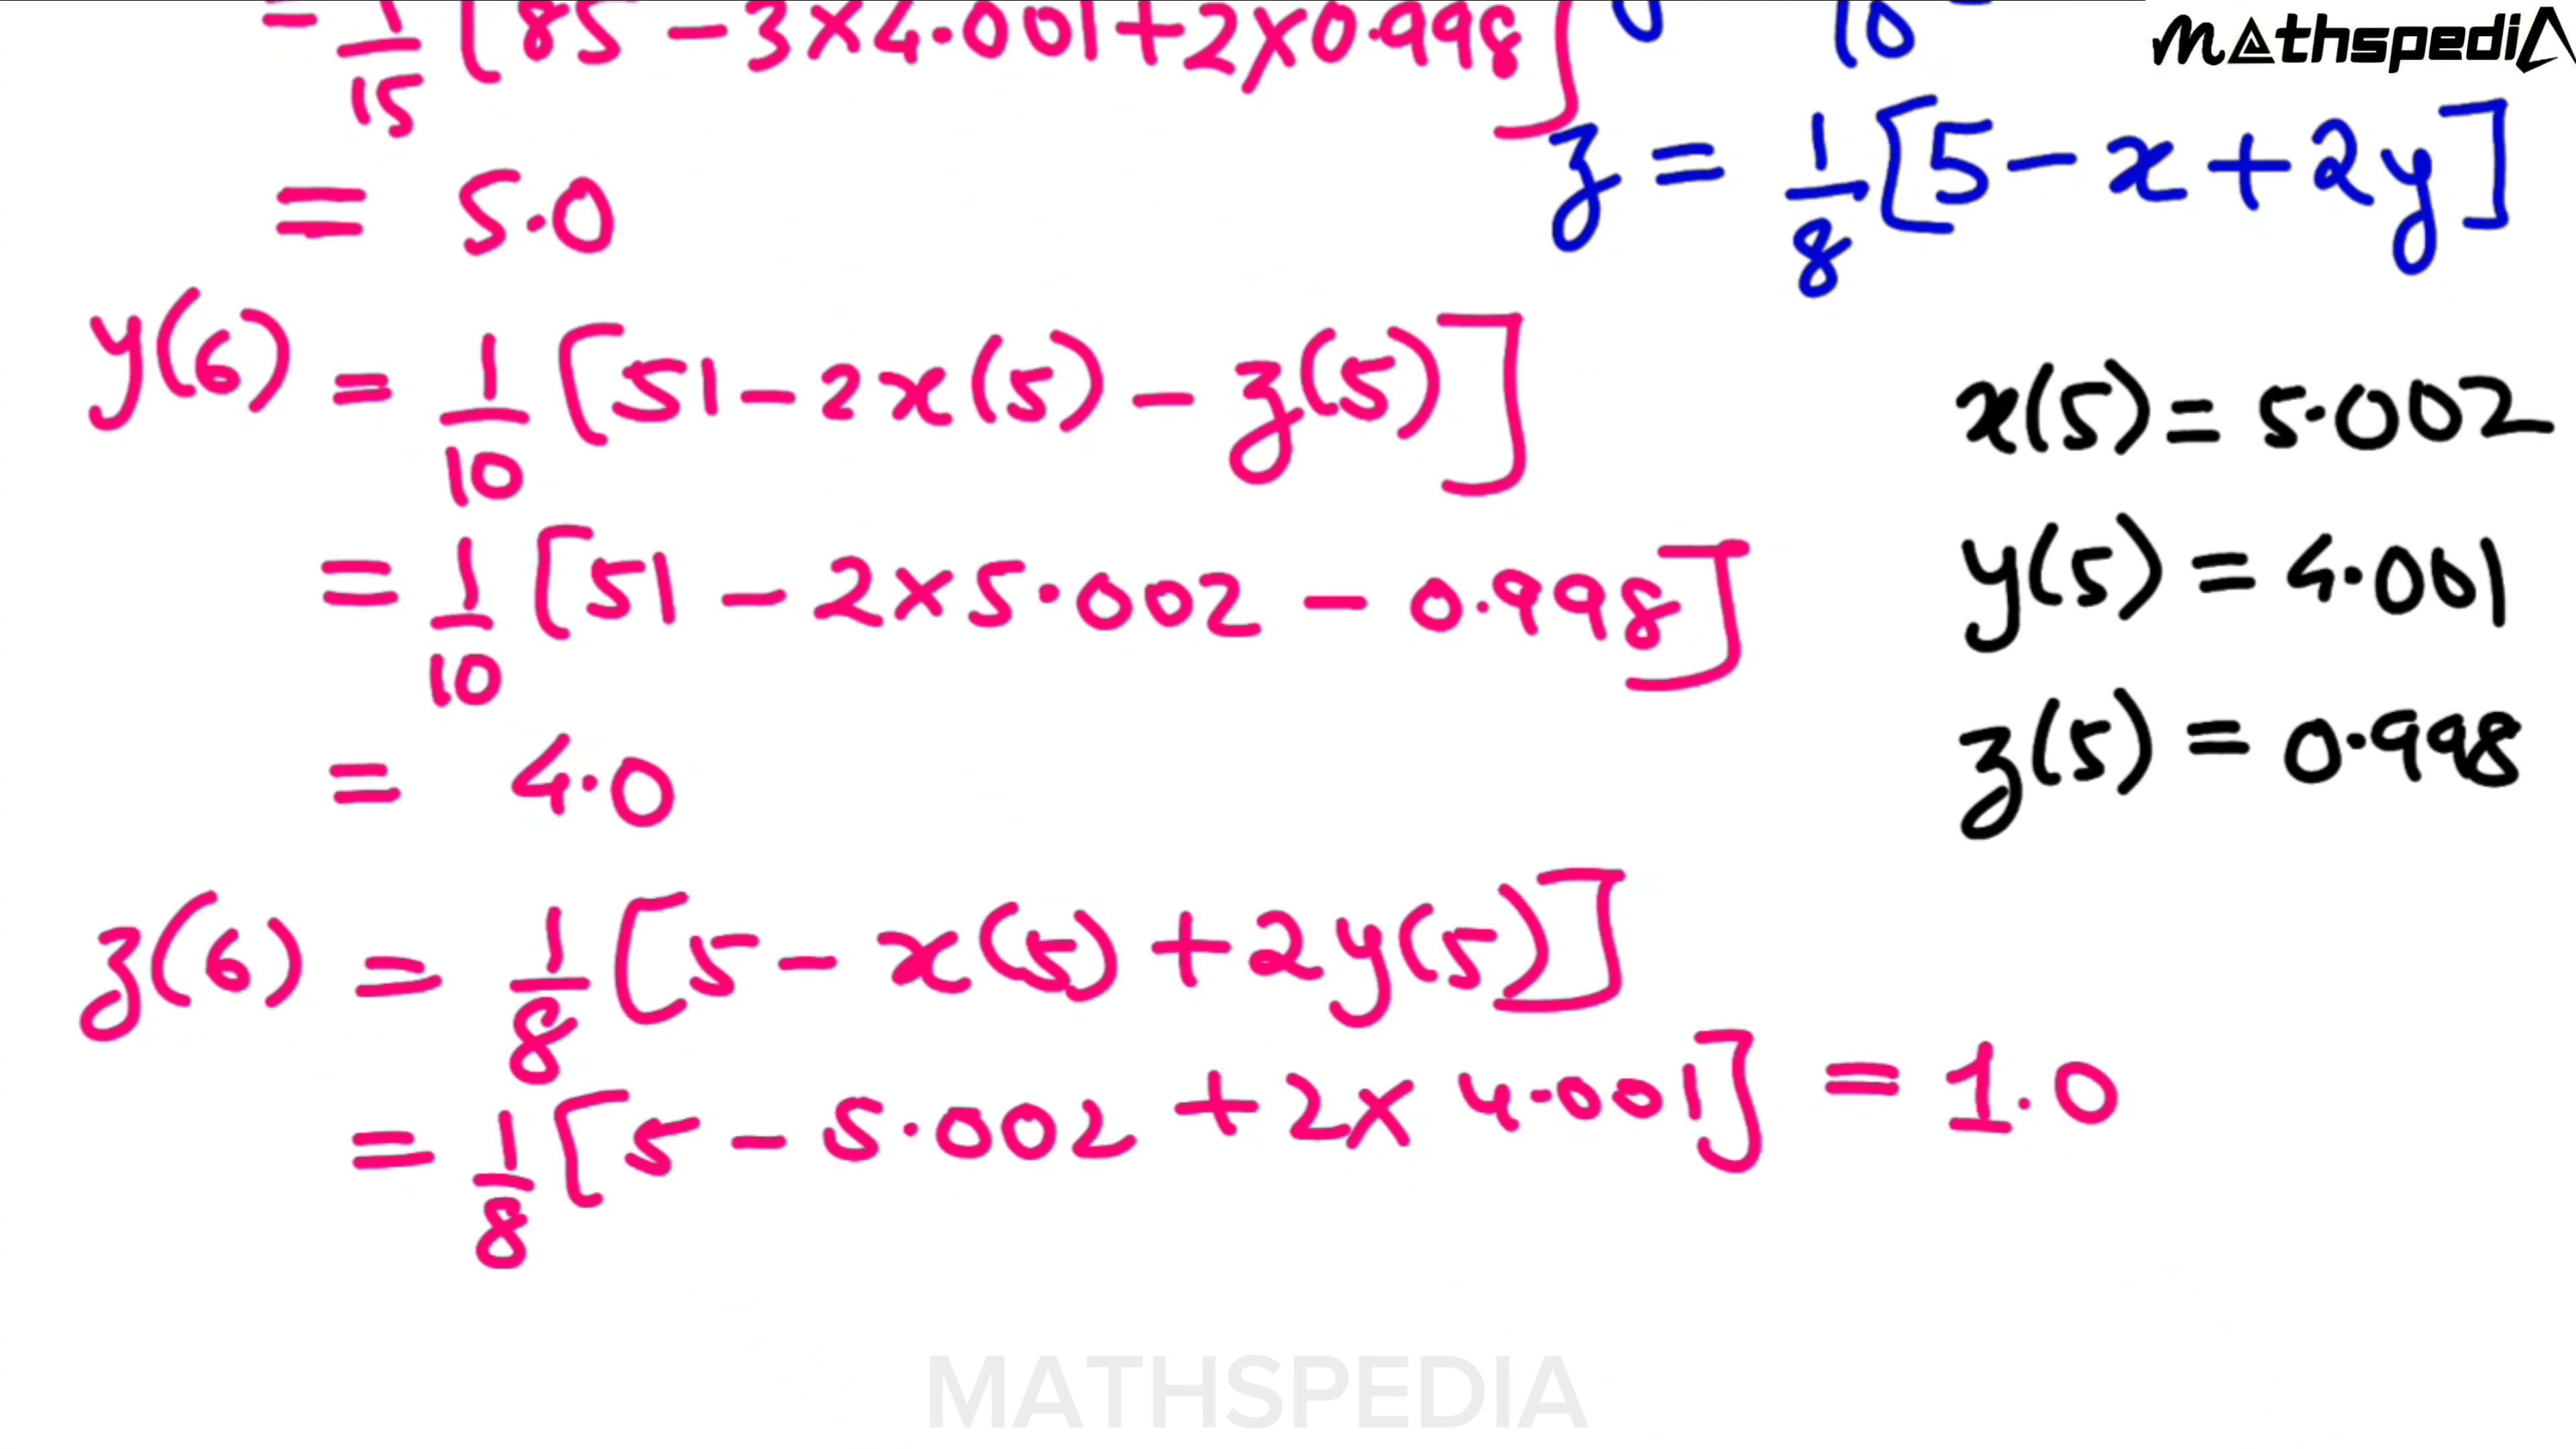 = 1/15 [85 - 3×4.001 + 2×0.998]
10
MAthspediA
= 5.0
z = 1/8 [5 - x + 2y]
y(6) = 1/10 [51 - 2x(5) - z(5)]
x(5) = 5.002
= 1/10 [51 - 2×5.002 - 0.998]
y(5) = 4.001
= 4.0
z(5) = 0.998
z(6) = 1/8 [5 - x(5) + 2y(5)]
= 1/8 [5 - 5.002 + 2× 4.001] = 1.0
MATHSPEDIA